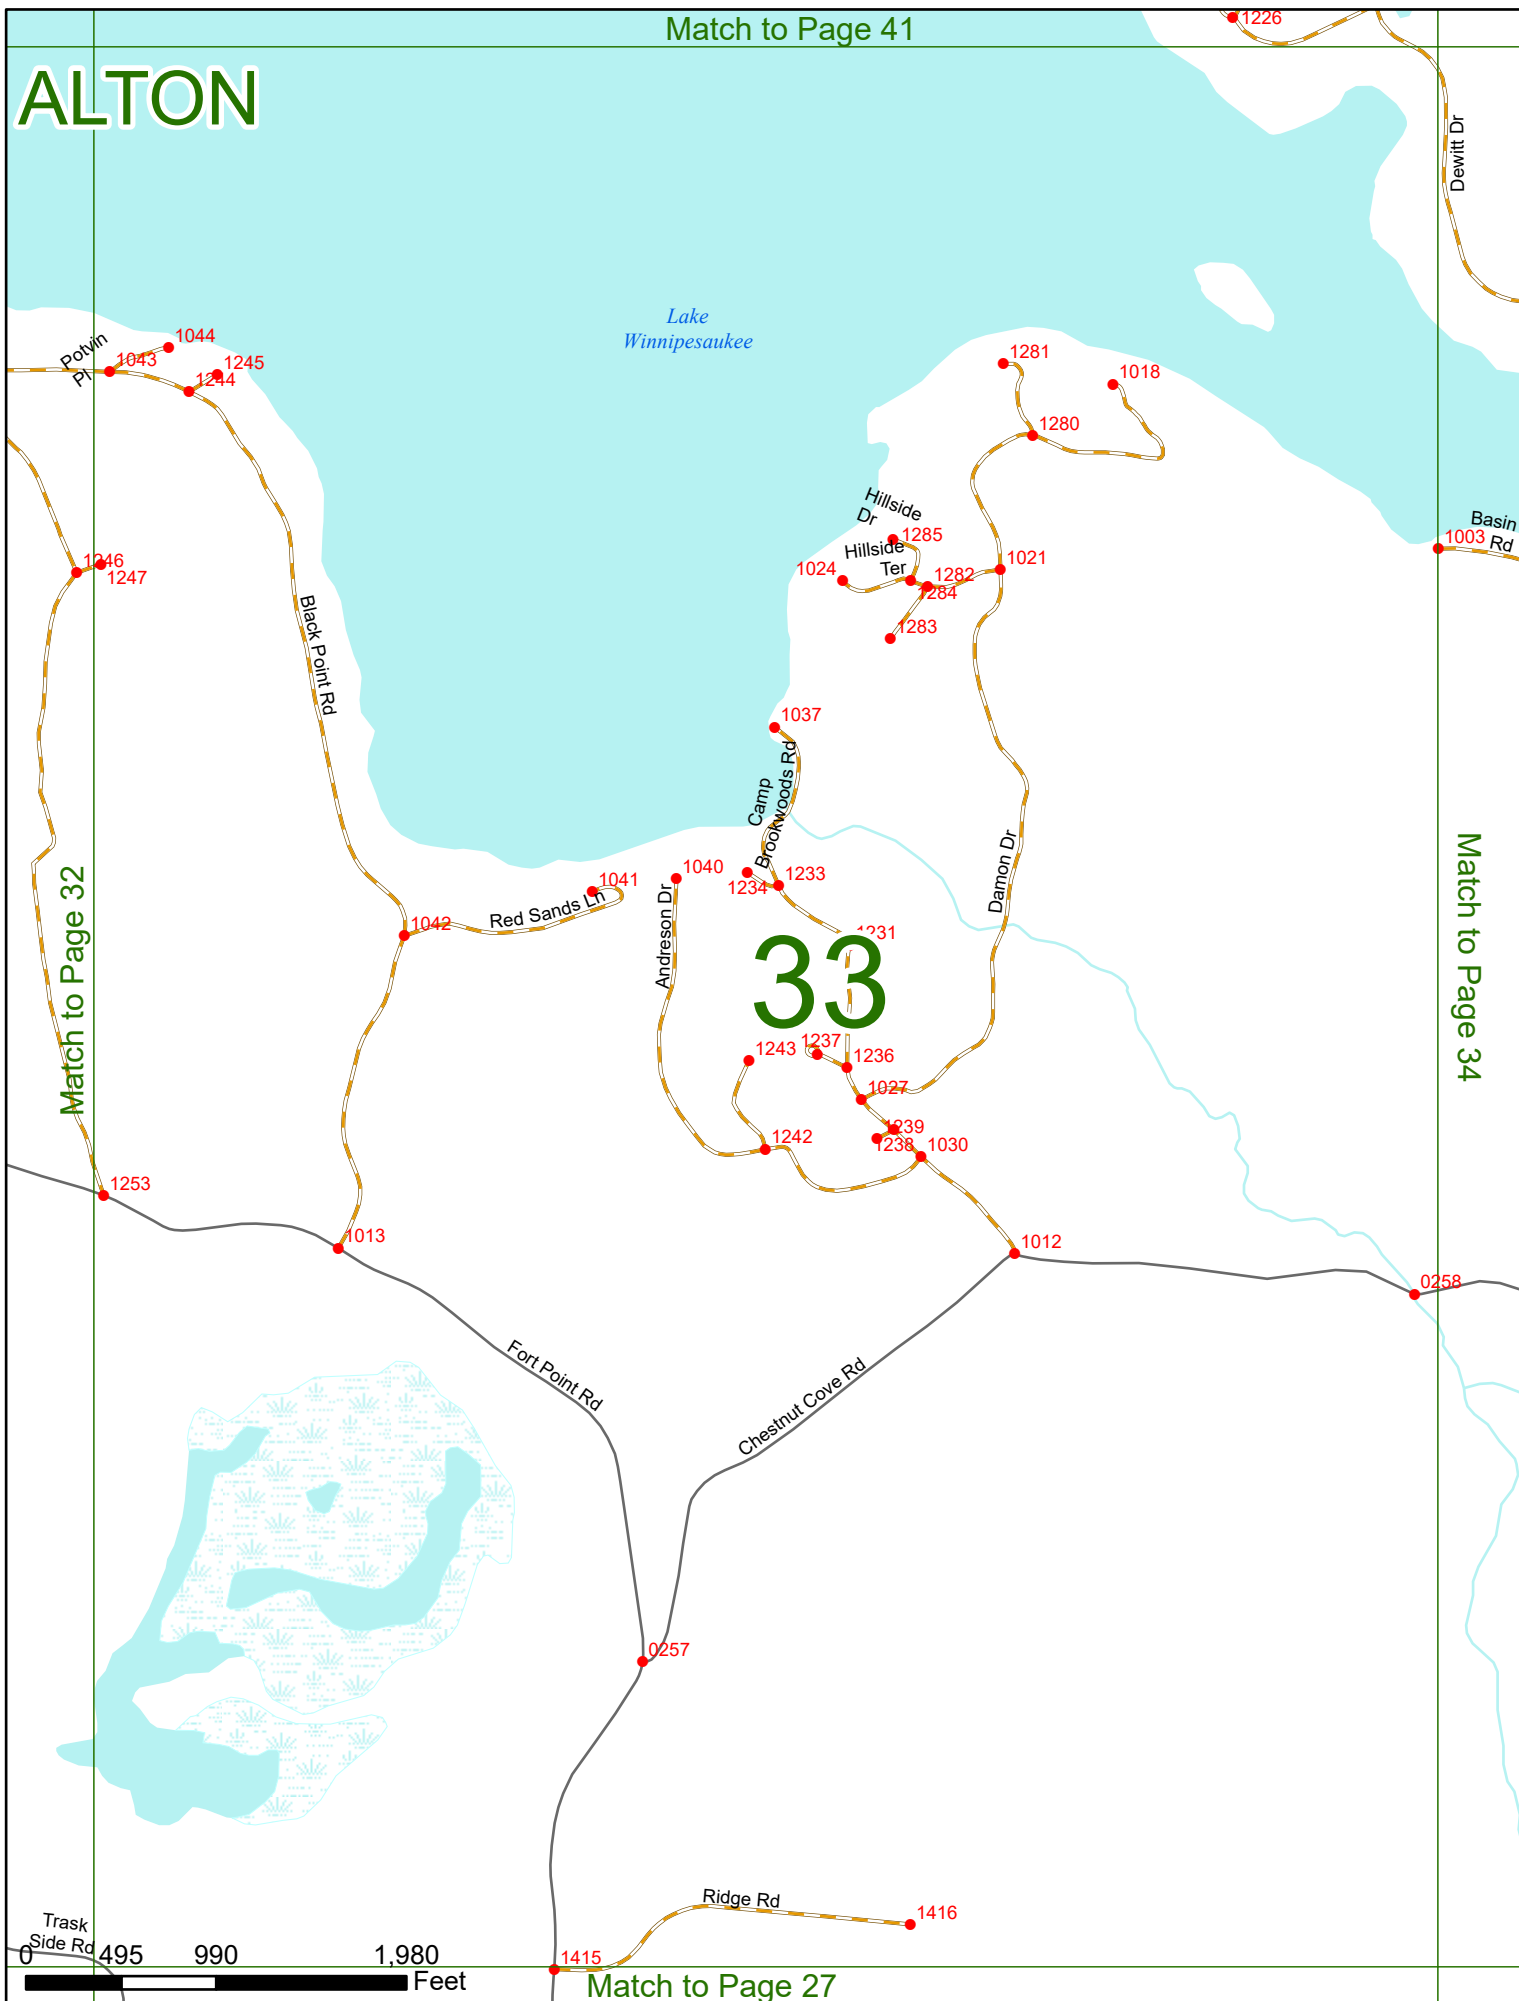 Match to Page 41
1226
ALTON
Dewitt Dr
Lake
Winnipesaukee
Potvin
Pl
1043
1044
1245
1244
1281
1018
1280
Hillside
Dr
1285
Hillside
Ter
1024
1282
1284
1021
1283
Basin
Rd
1003
1246
1247
Black Point Rd
1037
Camp
Brookwoods Rd
Damon Dr
Match to Page 32
Match to Page 34
1041
1040
1234
1233
Red Sands Ln
1042
Andreson Dr
1231
33
1243
1237
1236
1027
1239
1238
1242
1030
1253
1013
1012
0258
Fort Point Rd
Chestnut Cove Rd
0257
Ridge Rd
1416
Trask
Side Rd
1415
0 495 990 1,980
Feet
Match to Page 27